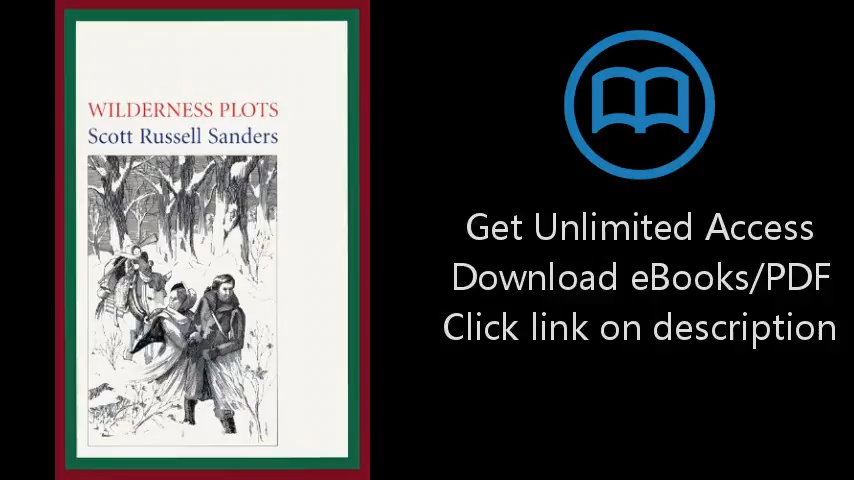 WILDERNESS PLOTS
Scott Russell Sanders
Get Unlimited Access
Download eBooks/PDF
Click link on description